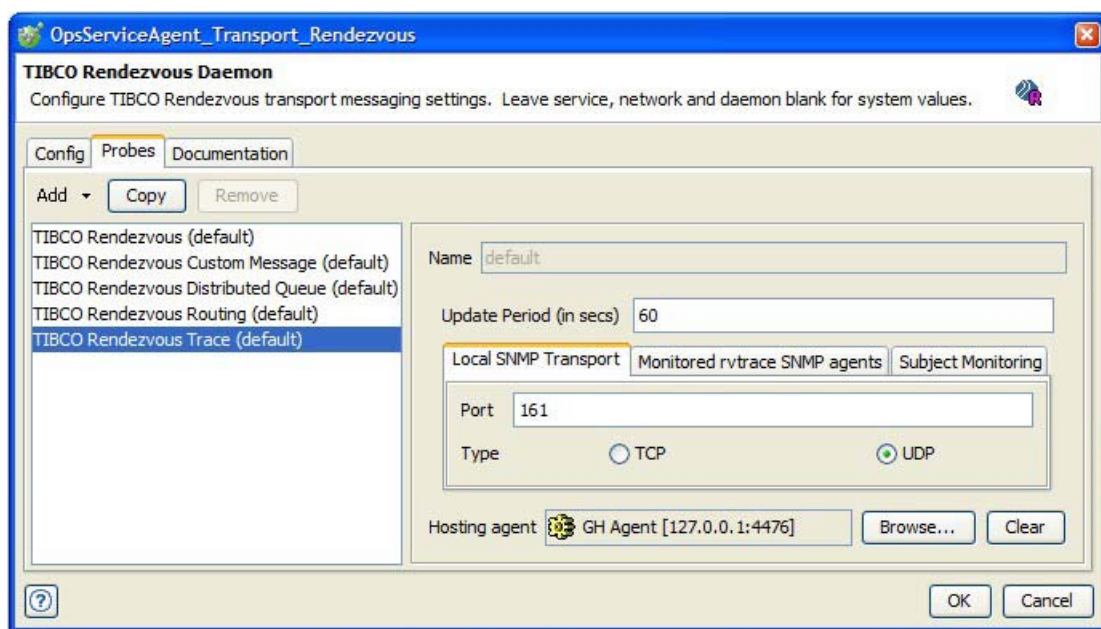 OpsServiceAgent_Transport_Rendezvous
TIBCO Rendezvous Daemon
Configure TIBCO Rendezvous transport messaging settings. Leave service, network and daemon blank for system values.
Config Probes Documentation
Add Copy Remove
TIBCO Rendezvous (default)
TIBCO Rendezvous Custom Message (default)
TIBCO Rendezvous Distributed Queue (default)
TIBCO Rendezvous Routing (default)
TIBCO Rendezvous Trace (default)
Name default
Update Period (in secs) 60
Local SNMP Transport Monitored rvtrace SNMP agents Subject Monitoring
Port 161
Type TCP UDP
Hosting agent GH Agent [127.0.0.1:4476] Browse... Clear
? OK Cancel